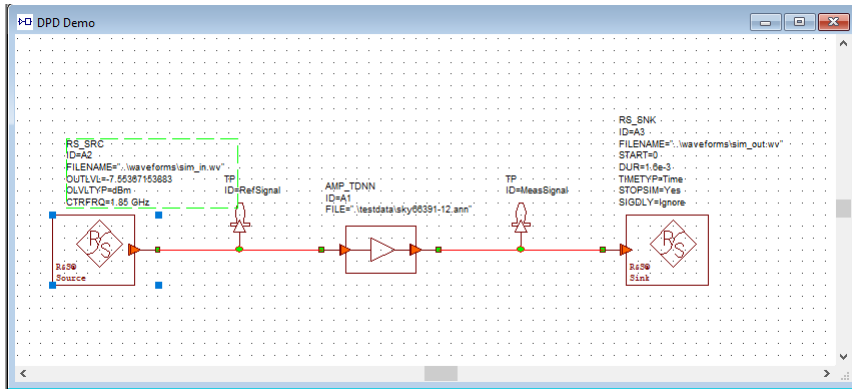 DPD Demo
RS_SRC
ID=A2
FILENAME="..\waveforms\sim_in.wv"
OUTLVL=-7.55367153683
OLVLTYP=dBm
CTRFRQ=1.85 GHz
R&S®
Source
TP
ID=RefSignal
AMP_TDNN
ID=A1
FILE=".\testdata\sky66391-12.ann"
TP
ID=MeasSignal
RS_SNK
ID=A3
FILENAME="..\waveforms\sim_out.wv"
START=0
DUR=1.6e-3
TIMETYP=Time
STOPSIM=Yes
SIGDLY=Ignore
R&S®
Sink